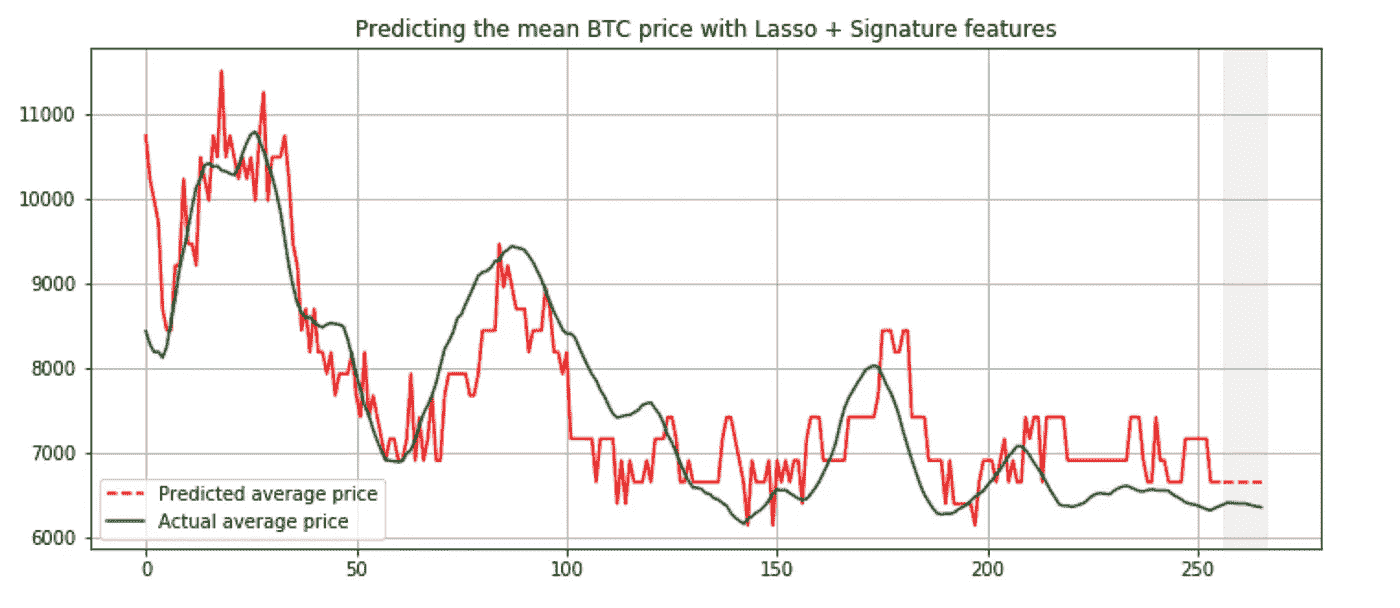 Predicting the mean BTC price with Lasso + Signature features
11000
10000
9000
8000
7000
6000
Predicted average price
Actual average price
0 50 100 150 200 250